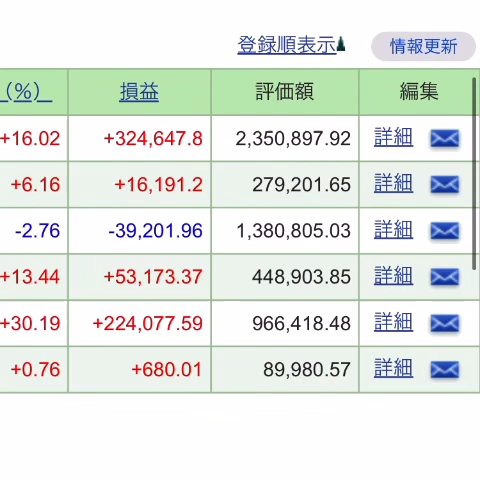 登録順表示 情報更新
(%) 損益 評価額 編集
+16.02 +324,647.8 2,350,897.92 詳細
+6.16 +16,191.2 279,201.65 詳細
-2.76 -39,201.96 1,380,805.03 詳細
+13.44 +53,173.37 448,903.85 詳細
+30.19 +224,077.59 966,418.48 詳細
+0.76 +680.01 89,980.57 詳細